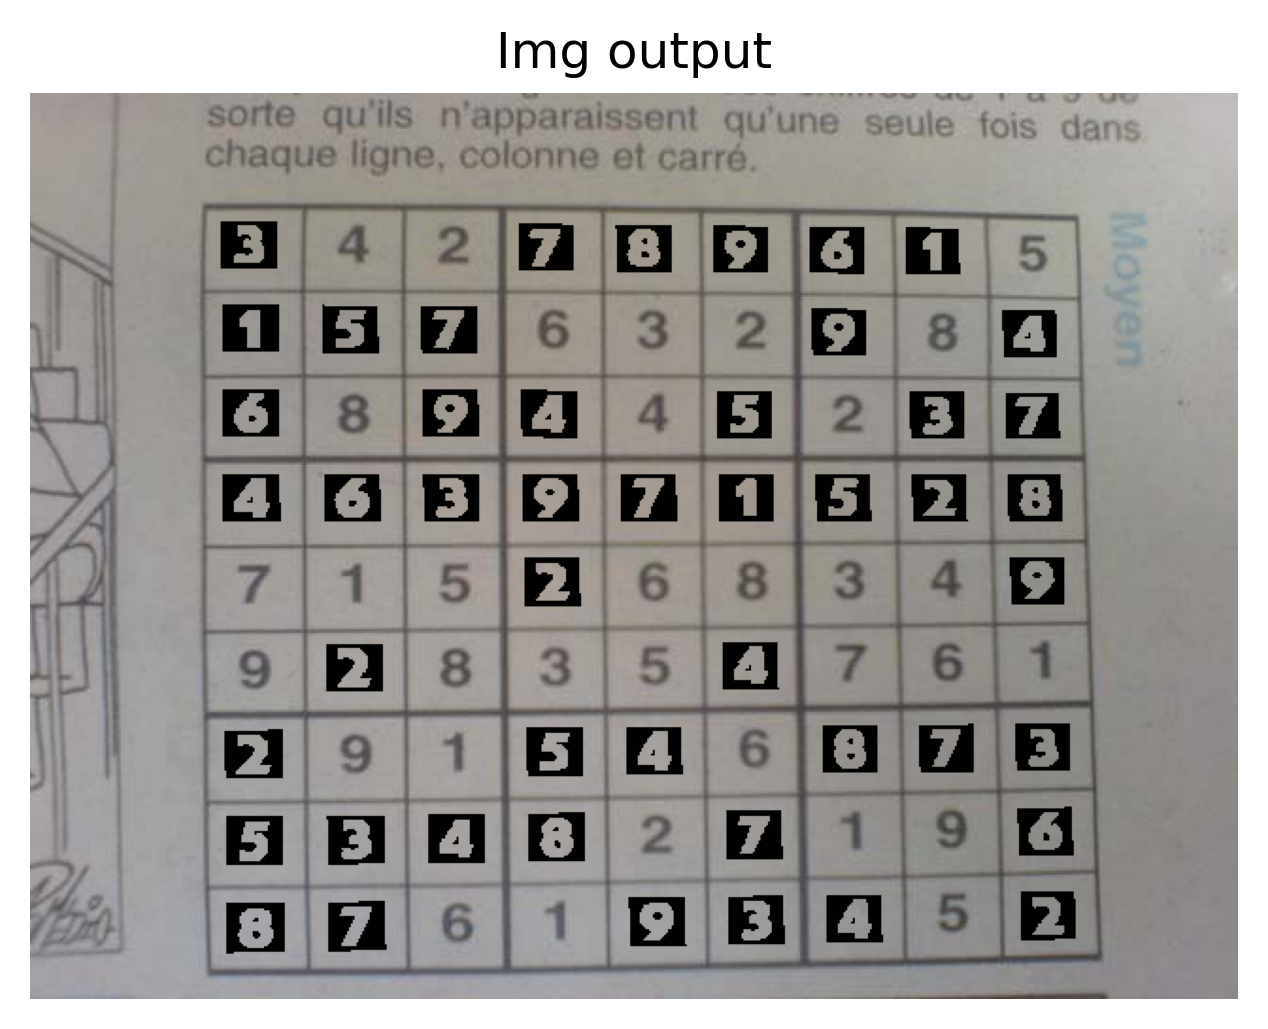 Img output
sorte qu'ils n'apparaissent qu'une seule fois dans
chaque ligne, colonne et carré.
Moyen
3 4 2 7 8 9 6 1 5
1 5 7 6 3 2 9 8 4
6 8 9 4 4 5 2 3 7
4 6 3 9 7 1 5 2 8
7 1 5 2 6 8 3 4 9
9 2 8 3 5 4 7 6 1
2 9 1 5 4 6 8 7 3
5 3 4 8 2 7 1 9 6
8 7 6 1 9 3 4 5 2